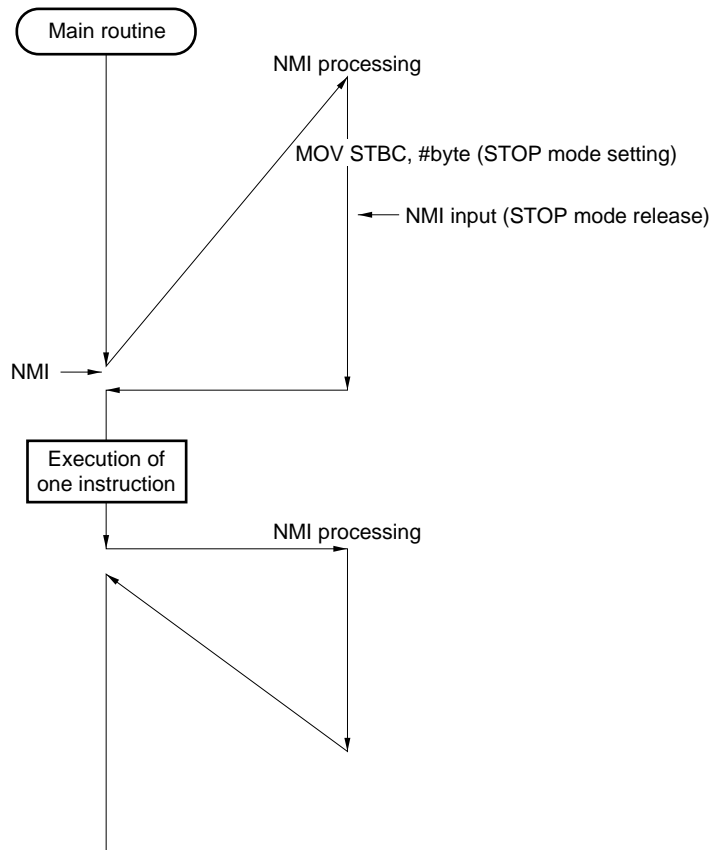 Main routine
NMI processing
MOV STBC, #byte (STOP mode setting)
NMI input (STOP mode release)
NMI
Execution of
one instruction
NMI processing